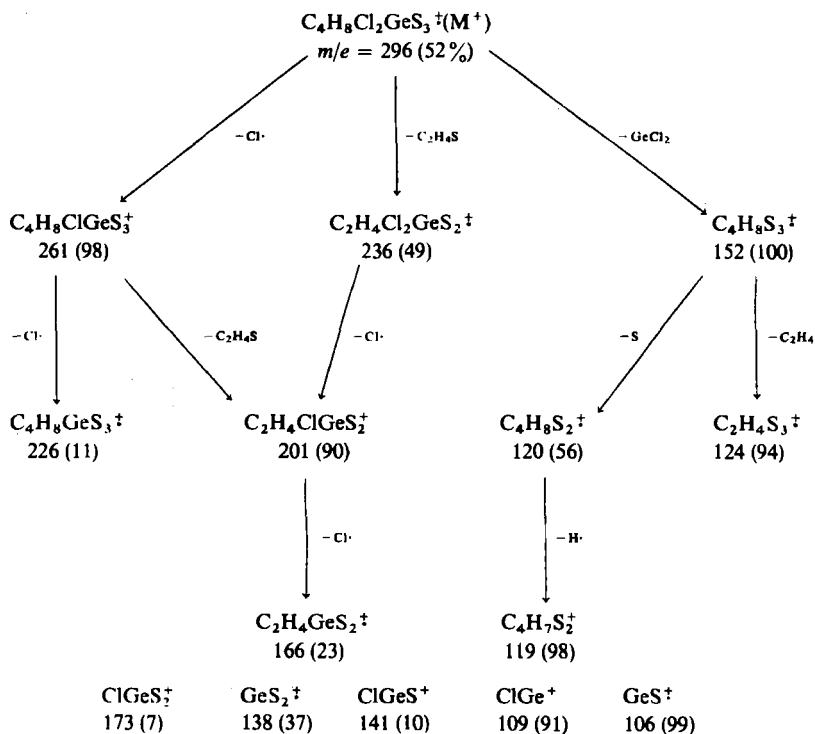 C₄H₈Cl₂GeS₃⁺̇(M⁺)
m/e = 296 (52%)
−Cl· −C₂H₄S −GeCl₂
C₄H₈ClGeS₃⁺ C₂H₄Cl₂GeS₂⁺̇ C₄H₈S₃⁺̇
261 (98) 236 (49) 152 (100)
−Cl· −C₂H₄S −Cl· −S −C₂H₄
C₄H₈GeS₃⁺̇ C₂H₄ClGeS₂⁺ C₄H₈S₂⁺̇ C₂H₄S₃⁺̇
226 (11) 201 (90) 120 (56) 124 (94)
−Cl· −H·
C₂H₄GeS₂⁺̇ C₄H₇S₂⁺
166 (23) 119 (98)
ClGeS₂⁺ GeS₂⁺̇ ClGeS⁺ ClGe⁺ GeS⁺̇
173 (7) 138 (37) 141 (10) 109 (91) 106 (99)